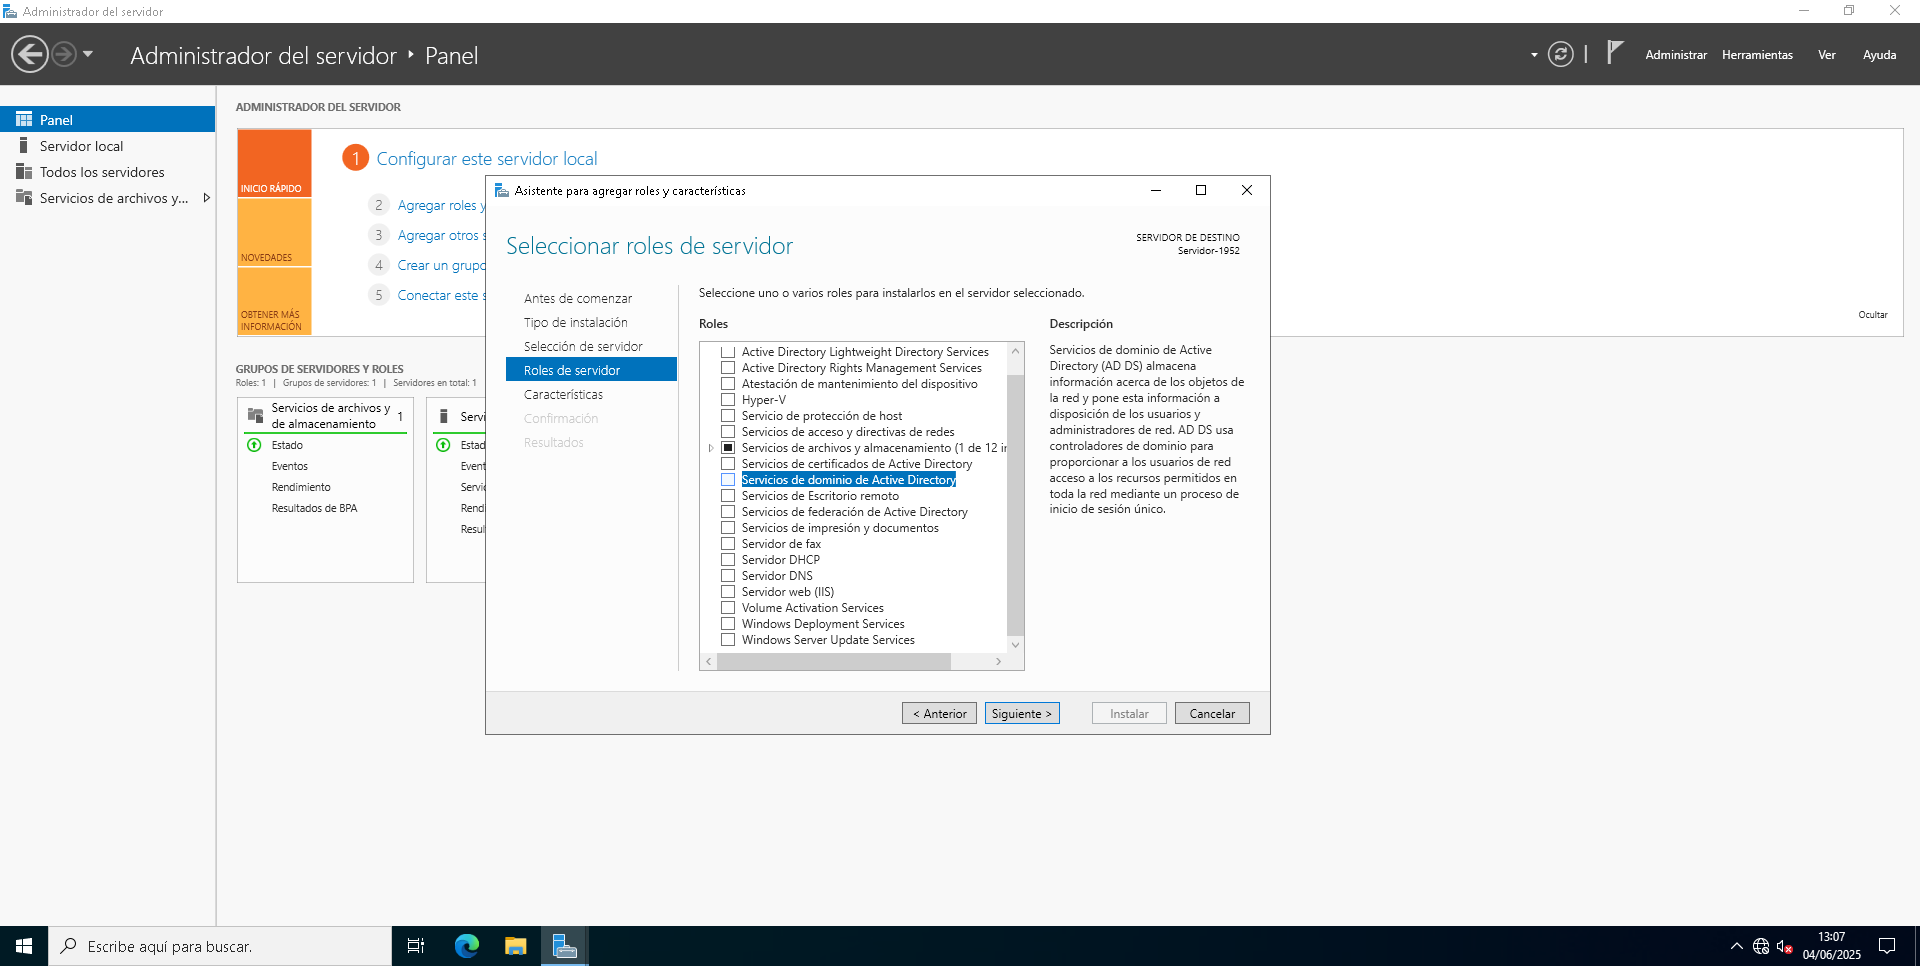 Administrador del servidor
Administrador del servidor ‣ Panel
Administrar
Herramientas
Ver
Ayuda
Panel
Servidor local
Todos los servidores
Servicios de archivos y...
ADMINISTRADOR DEL SERVIDOR
INICIO RÁPIDO
NOVEDADES
OBTENER MÁS
INFORMACIÓN
1 Configurar este servidor local
2 Agregar roles y
3 Agregar otros s
4 Crear un grupo
5 Conectar este s
Ocultar
GRUPOS DE SERVIDORES Y ROLES
Roles: 1 | Grupos de servidores: 1 | Servidores en total: 1
Servicios de archivos y
de almacenamiento
1
Estado
Eventos
Rendimiento
Resultados de BPA
Servi
Estad
Event
Servic
Rend
Resul
Asistente para agregar roles y características
Seleccionar roles de servidor
SERVIDOR DE DESTINO
Servidor-1952
Antes de comenzar
Tipo de instalación
Selección de servidor
Roles de servidor
Características
Confirmación
Resultados
Seleccione uno o varios roles para instalarlos en el servidor seleccionado.
Roles
Active Directory Lightweight Directory Services
Active Directory Rights Management Services
Atestación de mantenimiento del dispositivo
Hyper-V
Servicio de protección de host
Servicios de acceso y directivas de redes
Servicios de archivos y almacenamiento (1 de 12 in
Servicios de certificados de Active Directory
Servicios de dominio de Active Directory
Servicios de Escritorio remoto
Servicios de federación de Active Directory
Servicios de impresión y documentos
Servidor de fax
Servidor DHCP
Servidor DNS
Servidor web (IIS)
Volume Activation Services
Windows Deployment Services
Windows Server Update Services
Descripción
Servicios de dominio de Active
Directory (AD DS) almacena
información acerca de los objetos de
la red y pone esta información a
disposición de los usuarios y
administradores de red. AD DS usa
controladores de dominio para
proporcionar a los usuarios de red
acceso a los recursos permitidos en
toda la red mediante un proceso de
inicio de sesión único.
< Anterior
Siguiente >
Instalar
Cancelar
Escribe aquí para buscar.
13:07
04/06/2025